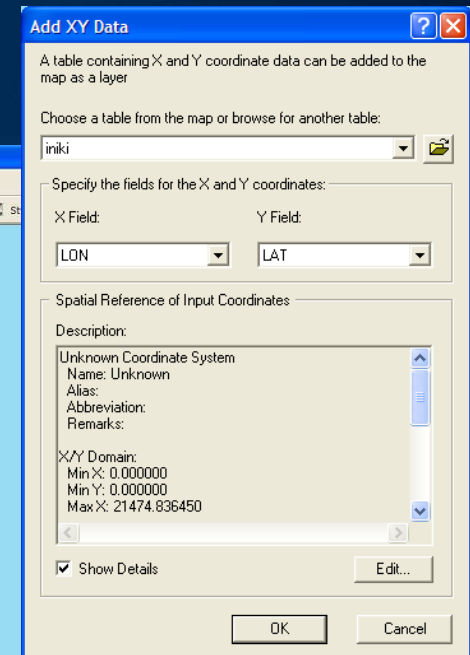 Add XY Data
A table containing X and Y coordinate data can be added to the
map as a layer
Choose a table from the map or browse for another table:
iniki
Specify the fields for the X and Y coordinates:
X Field:
Y Field:
LON
LAT
Spatial Reference of Input Coordinates
Description:
Unknown Coordinate System
Name: Unknown
Alias:
Abbreviation:
Remarks:
X/Y Domain:
Min X: 0.000000
Min Y: 0.000000
Max X: 21474.836450
Show Details
Edit...
OK
Cancel